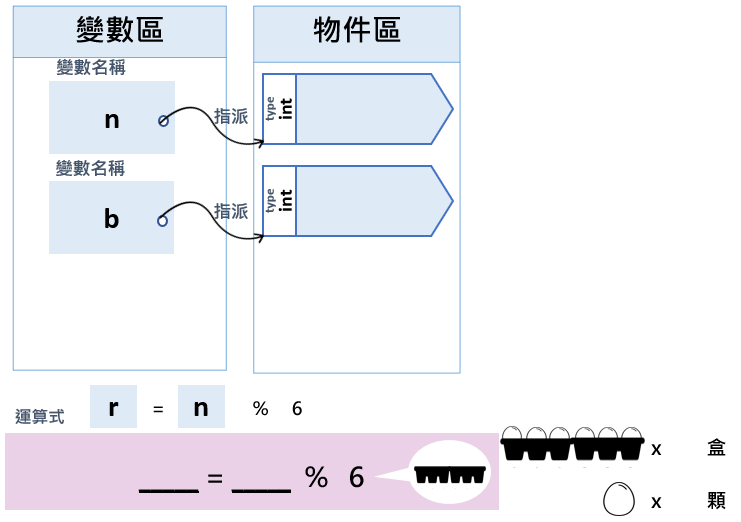 變數區
物件區
變數名稱
n
指派
type
int
變數名稱
b
指派
type
int
運算式
r = n % 6
____ = ____ % 6
x 盒
x 顆